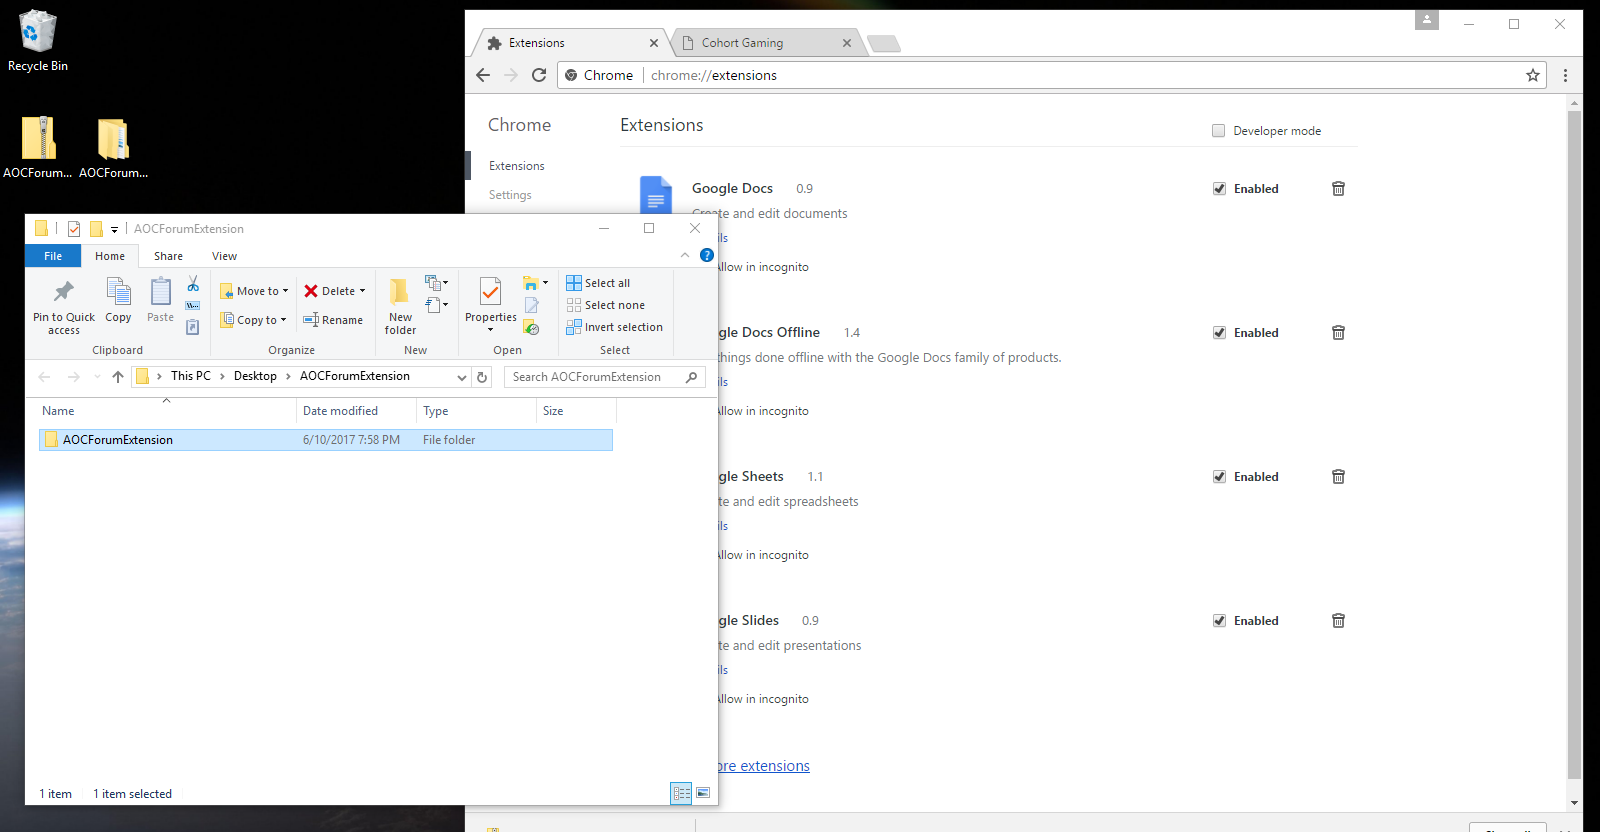 Recycle Bin
AOCForum...
AOCForum...
Extensions
Cohort Gaming
Chrome
chrome://extensions
Chrome
Extensions
Settings
Extensions
Developer mode
Google Docs 0.9
Create and edit documents
ils
Allow in incognito
Enabled
gle Docs Offline 1.4
things done offline with the Google Docs family of products.
ils
Allow in incognito
Enabled
gle Sheets 1.1
te and edit spreadsheets
ils
Allow in incognito
Enabled
gle Slides 0.9
te and edit presentations
ils
Allow in incognito
Enabled
ore extensions
AOCForumExtension
File Home Share View
Pin to Quick
access
Copy
Paste
Clipboard
Move to
Copy to
Delete
Rename
Organize
New
folder
New
Properties
Open
Select all
Select none
Invert selection
Select
This PC > Desktop > AOCForumExtension
Search AOCForumExtension
Name Date modified Type Size
AOCForumExtension 6/10/2017 7:58 PM File folder
1 item 1 item selected